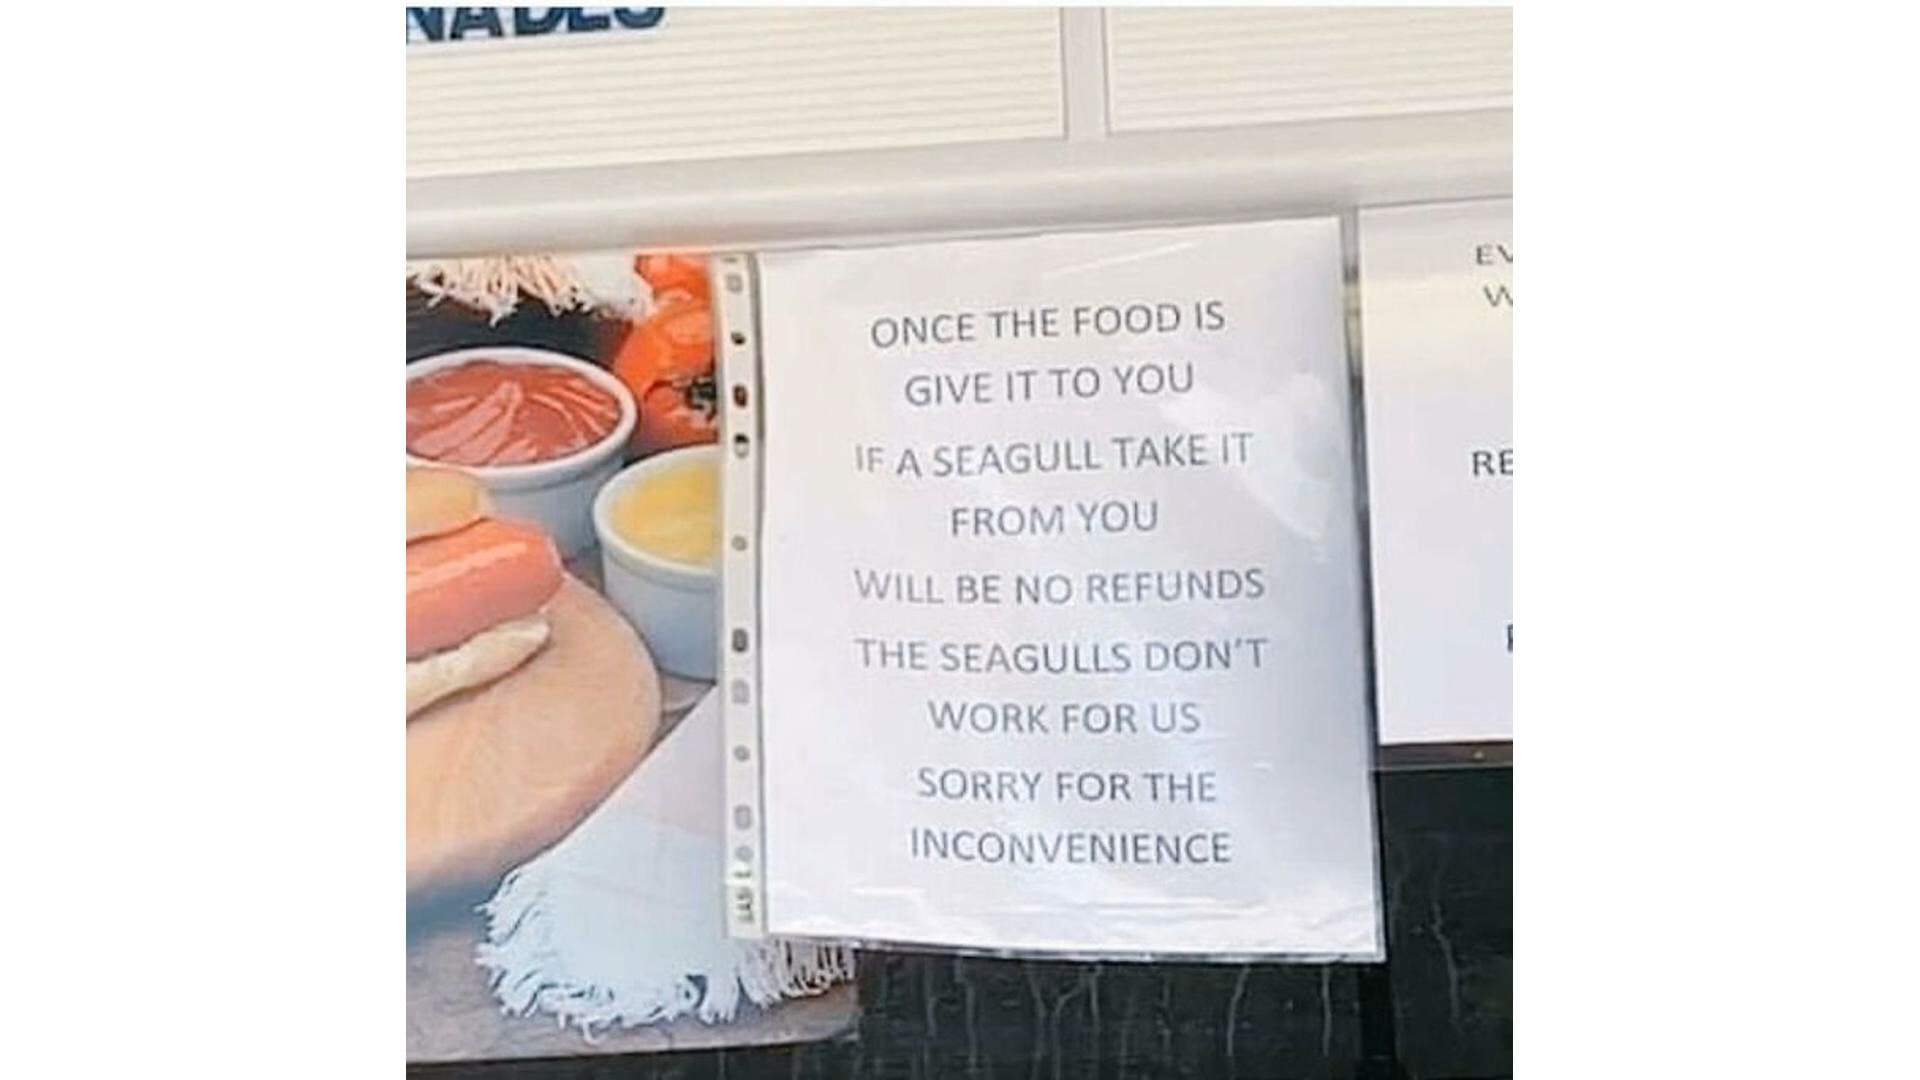 ONCE THE FOOD IS
GIVE IT TO YOU
IF A SEAGULL TAKE IT
FROM YOU
WILL BE NO REFUNDS
THE SEAGULLS DON'T
WORK FOR US
SORRY FOR THE
INCONVENIENCE
RE